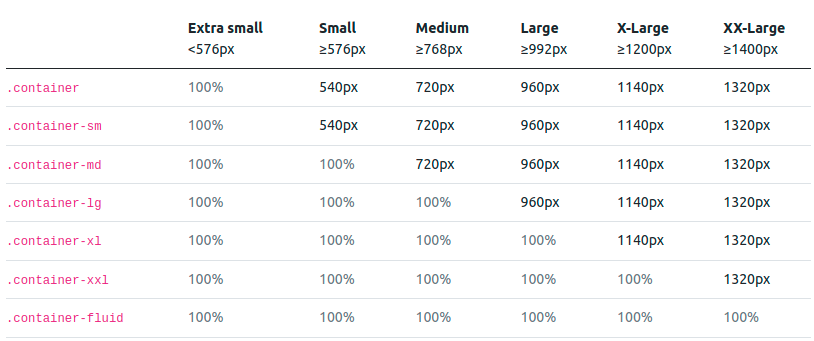 Extra small Small Medium Large X-Large XX-Large
<576px ≥576px ≥768px ≥992px ≥1200px ≥1400px
.container 100% 540px 720px 960px 1140px 1320px
.container-sm 100% 540px 720px 960px 1140px 1320px
.container-md 100% 100% 720px 960px 1140px 1320px
.container-lg 100% 100% 100% 960px 1140px 1320px
.container-xl 100% 100% 100% 100% 1140px 1320px
.container-xxl 100% 100% 100% 100% 100% 1320px
.container-fluid 100% 100% 100% 100% 100% 100%